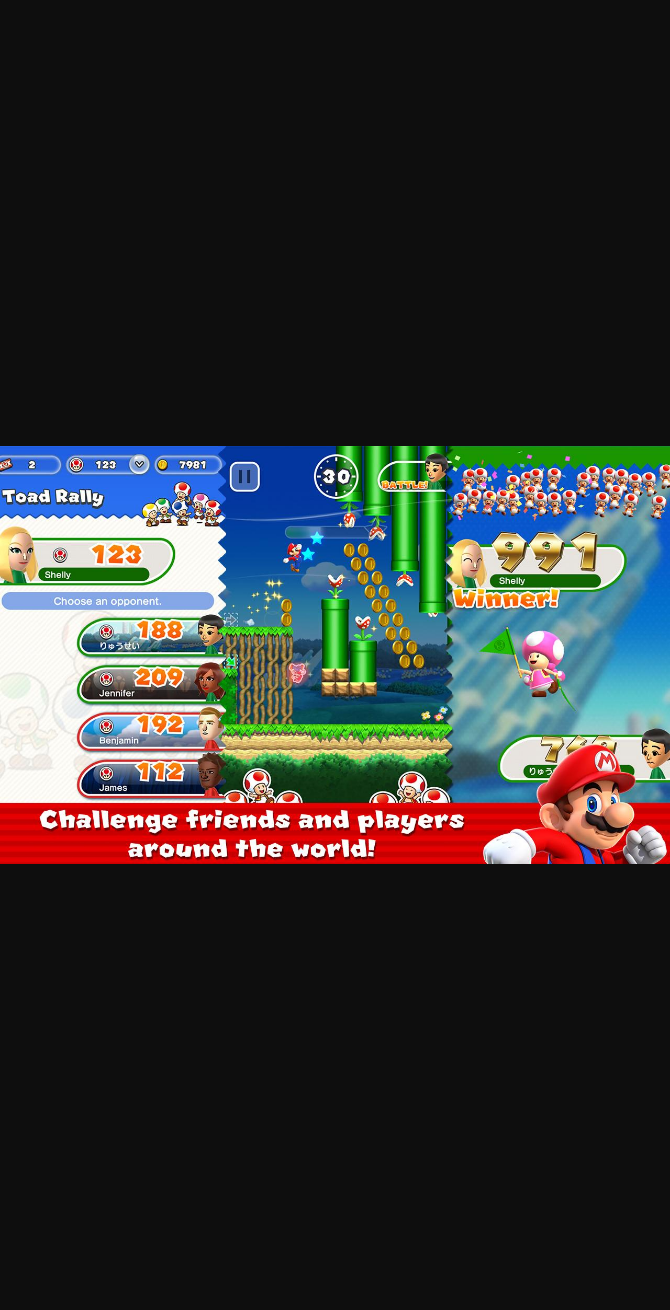 2
123
7981
Toad Rally
123
Shelly
Choose an opponent.
188
りゅうせい
209
Jennifer
192
Benjamin
112
James
30
BATTLE!
991
Shelly
Winner!
りゅう
M
Challenge friends and players
around the world!